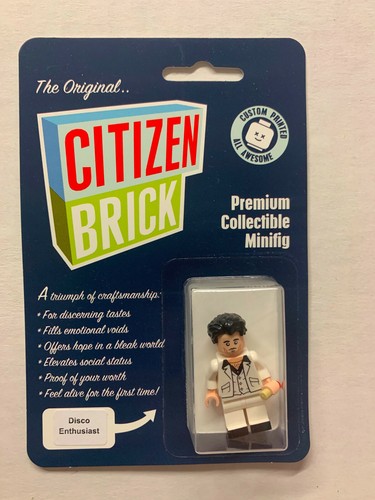 The Original..
CITIZEN
BRICK
CUSTOM PRINTED
ALL AWESOME
Premium
Collectible
Minifig
A triumph of craftsmanship:
• For discerning tastes
• Fills emotional voids
• Offers hope in a bleak world
• Elevates social status
• Proof of your worth
• Feel alive for the first time!
Disco
Enthusiast